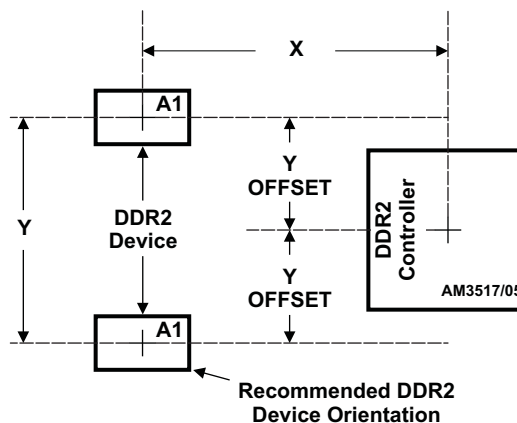 X
A1
Y
OFFSET
Y
DDR2
Device
DDR2
Controller
Y
OFFSET
AM3517/05
A1
Recommended DDR2
Device Orientation